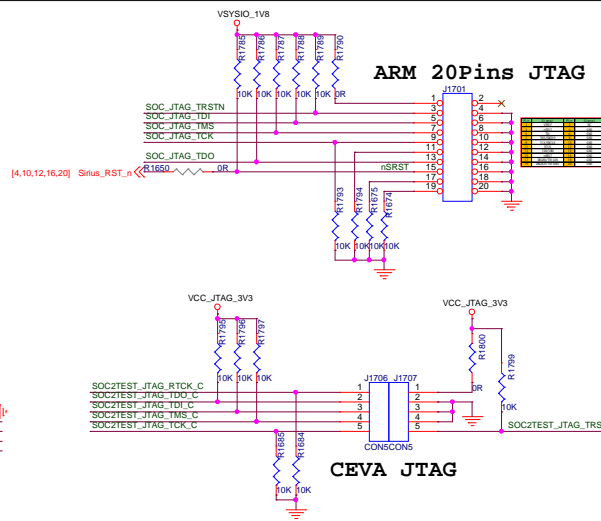 VSYSIO_1V8
R1785
R1786
R1787
R1788
R1789
R1790
10K
10K
10K
10K
10K
0R
ARM 20Pins JTAG
J1701
1
3
5
7
9
11
13
15
17
19
2
4
6
8
10
12
14
16
18
20
SOC_JTAG_TRSTN
SOC_JTAG_TDI
SOC_JTAG_TMS
SOC_JTAG_TCK
SOC_JTAG_TDO
[4,10,12,16,20] Sirius_RST_n
R1650
0R
nSRST
R1793
R1794
R1675
R1674
10K
10K
10K
10K
VCC_JTAG_3V3
R1795
R1796
R1797
10K
10K
10K
VCC_JTAG_3V3
R1800
0R
R1799
10K
J1706 J1707
1
2
3
4
5
1
2
3
4
5
SOC2TEST_JTAG_RTCK_C
SOC2TEST_JTAG_TDO_C
SOC2TEST_JTAG_TDI_C
SOC2TEST_JTAG_TMS_C
SOC2TEST_JTAG_TCK_C
SOC2TEST_JTAG_TRS
CON5CON5
R1685
R1684
10K
10K
CEVA JTAG